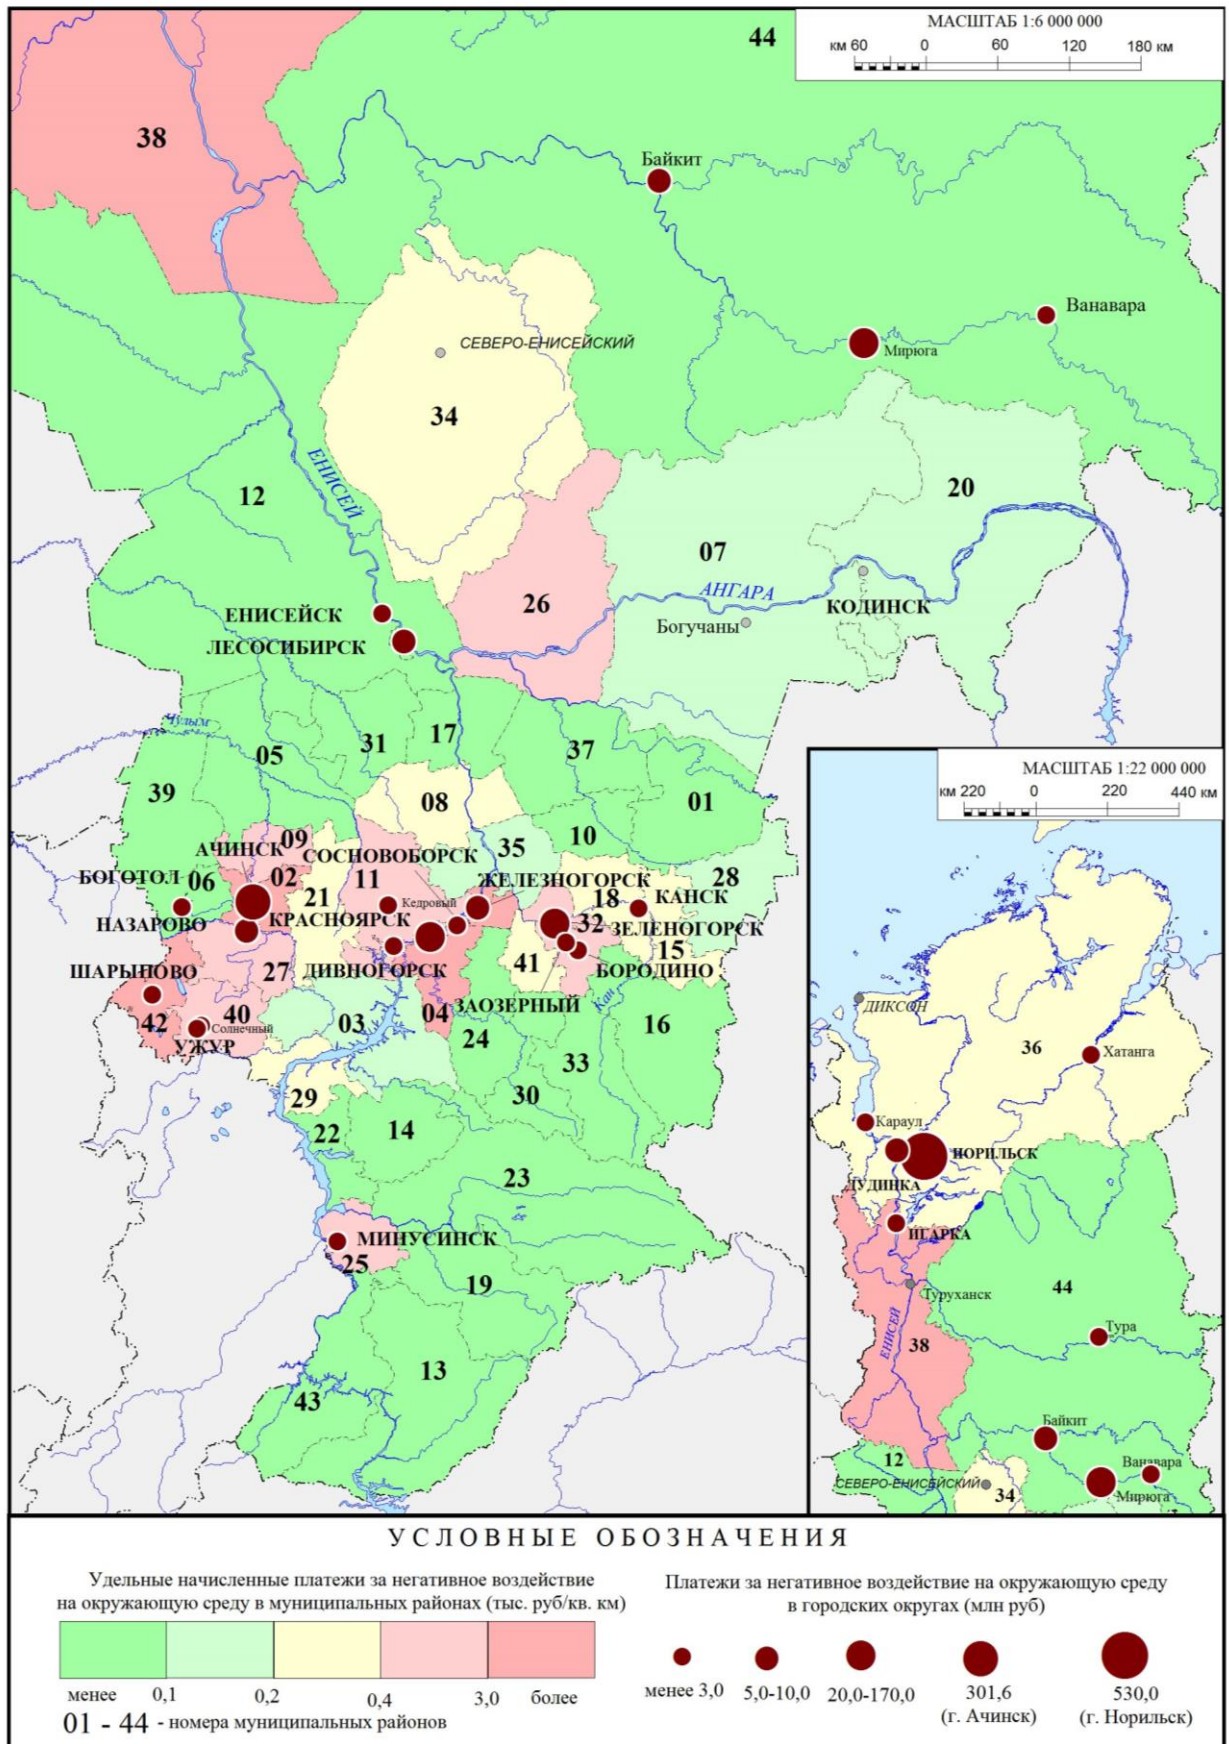 МАСШТАБ 1:6 000 000
км 60 0 60 120 180 км
44
38
Байкит
Ванавара
Мирюга
СЕВЕРО-ЕНИСЕЙСКИЙ
34
ЕНИСЕЙ
12
20
07
26
АНГАРА
КОДИНСК
Богучаны
ЕНИСЕЙСК
ЛЕСОСИБИРСК
Чулым
05
31
17
37
39
08
01
МАСШТАБ 1:22 000 000
км 220 0 220 440 км
09
АЧИНСК
СОСНОВОБОРСК
35
10
БОГОТОЛ
06
02
11
ЖЕЛЕЗНОГОРСК
28
21
Кедровый
18
КАНСК
НАЗАРОВО
КРАСНОЯРСК
32
ЗЕЛЕНОГОРСК
ШАРЫПОВО
27
ДИВНОГОРСК
41
15
БОРОДИНО
ЗАОЗЕРНЫЙ
Кан
42
40
Солнечный
УЖУР
03
04
24
16
33
29
30
22
14
23
МИНУСИНСК
25
19
13
43
ДИКСОН
36
Хатанга
Караул
НОРИЛЬСК
ДУДИНКА
ИГАРКА
Туруханск
44
Тура
ЕНИСЕЙ
38
Байкит
12
Ванавара
СЕВЕРО-ЕНИСЕЙСКИЙ
34
Мирюга
УСЛОВНЫЕ ОБОЗНАЧЕНИЯ
Удельные начисленные платежи за негативное воздействие
на окружающую среду в муниципальных районах (тыс. руб/кв. км)
менее 0,1 0,2 0,4 3,0 более
01 - 44 - номера муниципальных районов
Платежи за негативное воздействие на окружающую среду
в городских округах (млн руб)
менее 3,0 5,0-10,0 20,0-170,0 301,6 530,0
(г. Ачинск) (г. Норильск)